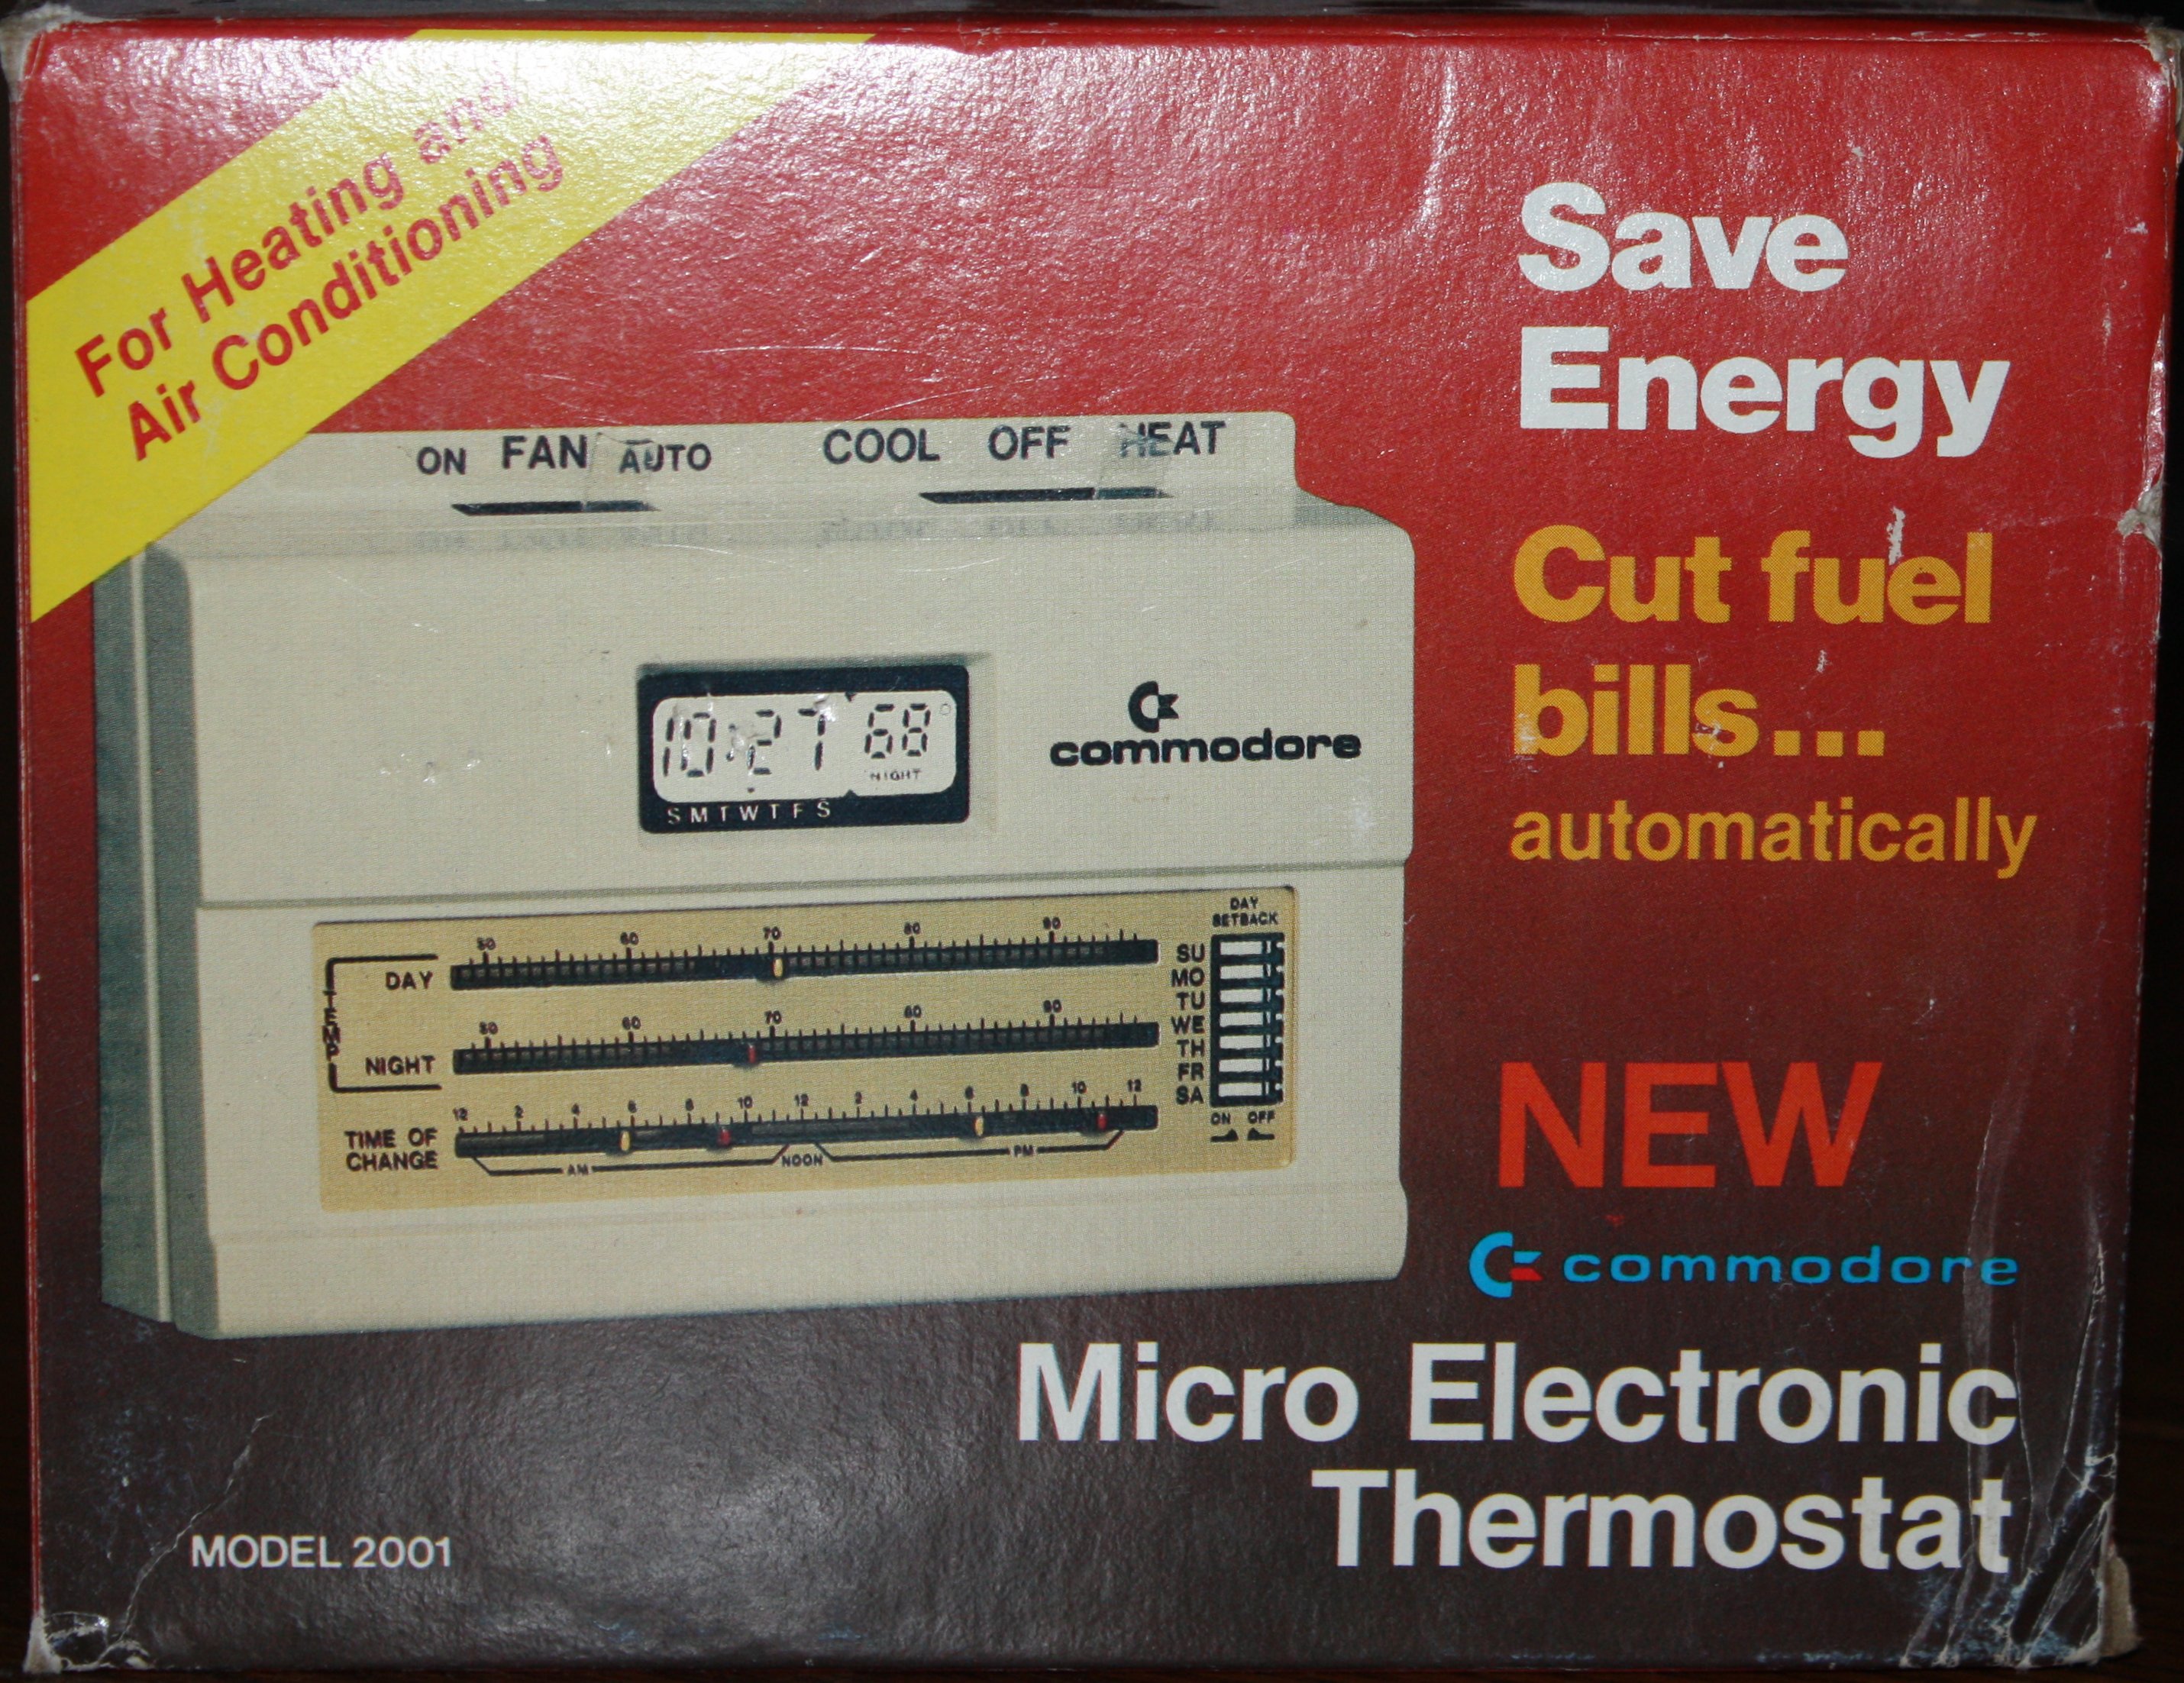 For Heating and
Air Conditioning
Save
Energy
Cut fuel
bills...
automatically
ON FAN AUTO COOL OFF HEAT
10:27 68°
NIGHT
S M T W T F S
commodore
DAY
SETBACK
50 60 70 80 90
DAY
TEMP
50 60 70 80 90
NIGHT
SU
MO
TU
WE
TH
FR
SA
ON OFF
12 2 4 6 8 10 12 2 4 6 8 10 12
TIME OF
CHANGE
AM NOON PM
NEW
commodore
Micro Electronic
Thermostat
MODEL 2001